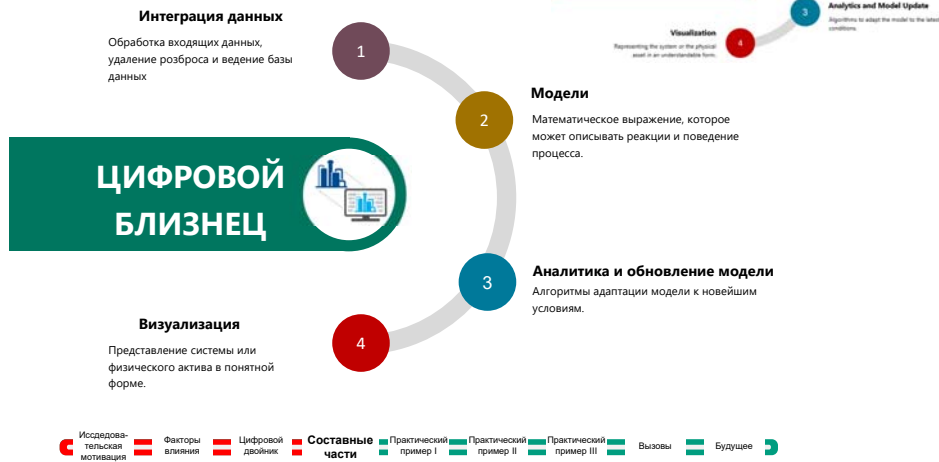 Интеграция данных
Обработка входящих данных,
удаление розброса и ведение базы
данных
1
3
Analytics and Model Update
Algorithms to adapt the model to the latest
conditions.
Visualization
Representing the system or the physical
asset in an understandable form.
4
2
Модели
Математическое выражение, которое
может описывать реакции и поведение
процесса.
ЦИФРОВОЙ
БЛИЗНЕЦ
3
Аналитика и обновление модели
Алгоритмы адаптации модели к новейшим
условиям.
Визуализация
Представление системы или
физического актива в понятной
форме.
4
Иссдедова-
тельская
мотивация
Факторы
влияния
Цифровой
двойник
Составные
части
Практический
пример I
Практический
пример II
Практический
пример III
Вызовы
Будущее